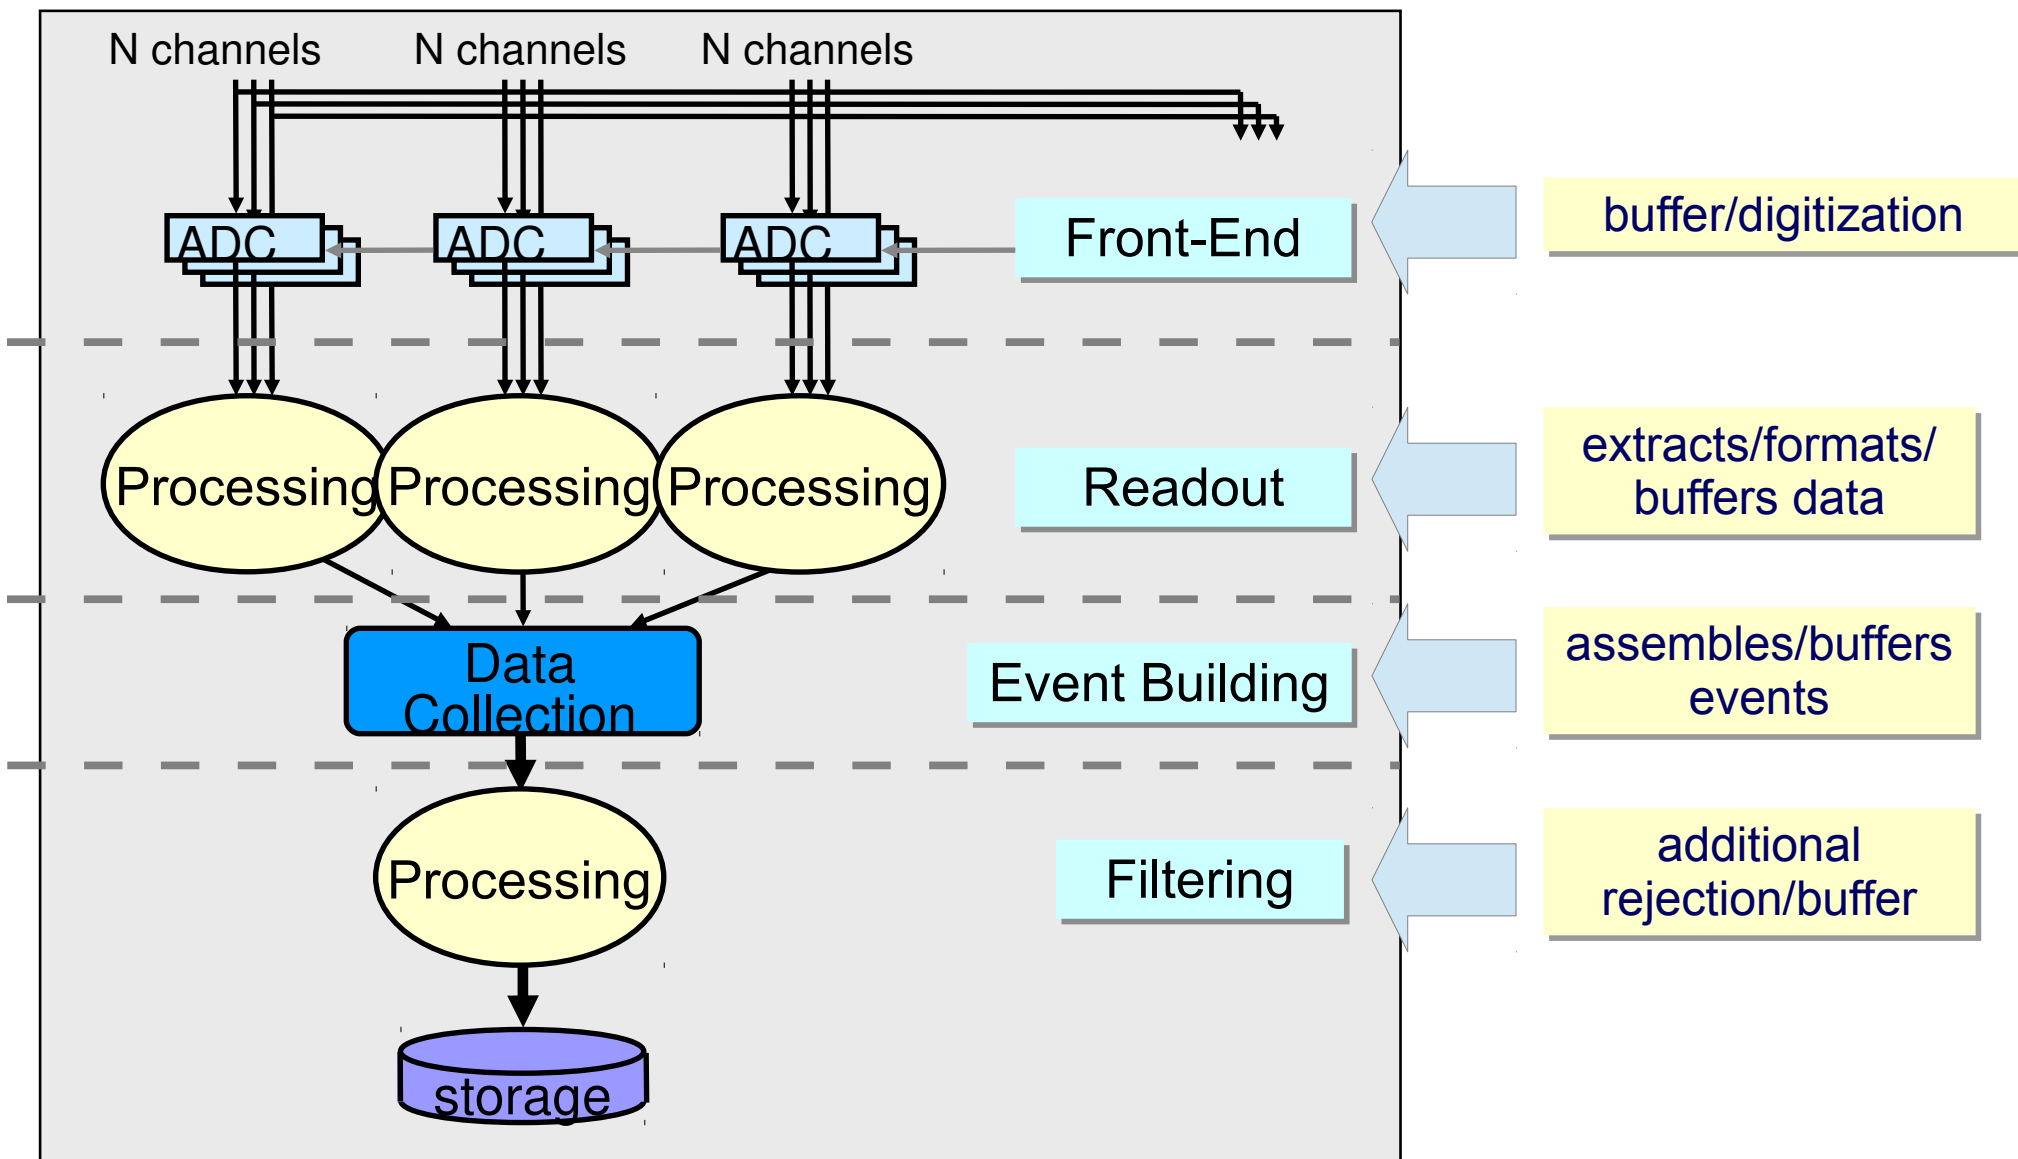 N channels
N channels
N channels
ADC
ADC
ADC
Front-End
buffer/digitization
Processing
Processing
Processing
Readout
extracts/formats/
buffers data
Data
Collection
Event Building
assembles/buffers
events
Processing
Filtering
additional
rejection/buffer
storage